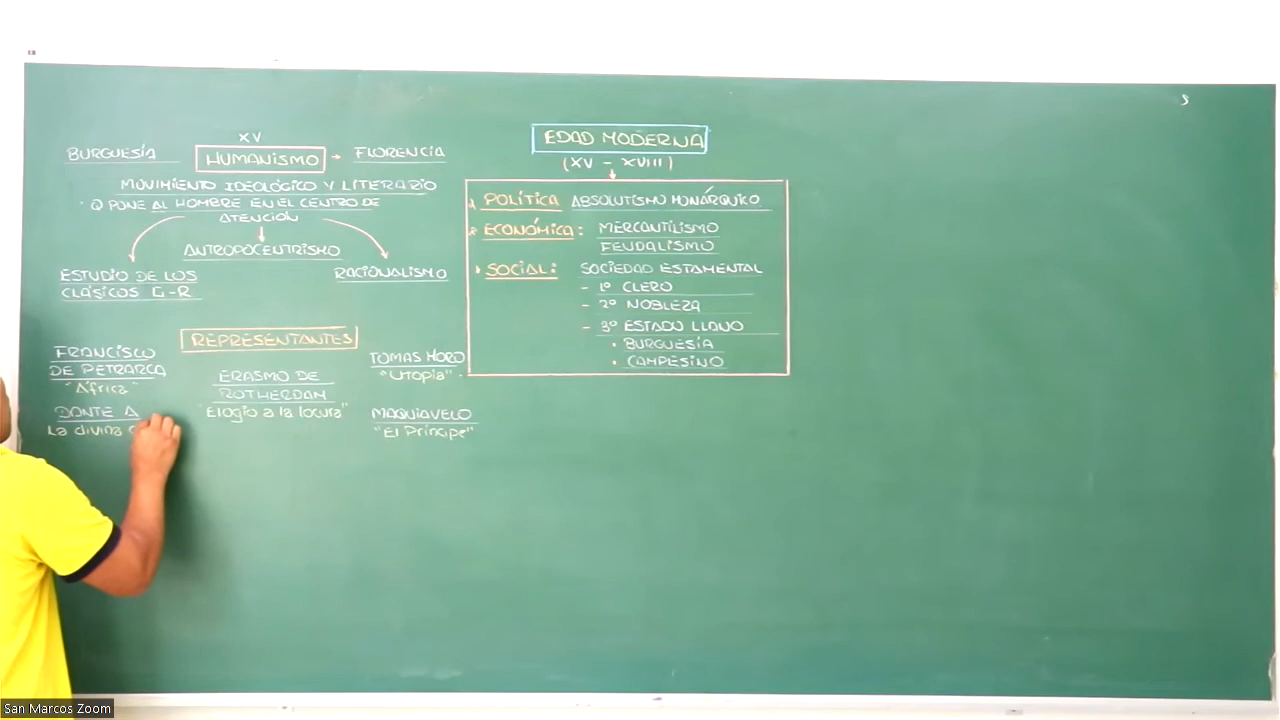 XV
BURGUESÍA HUMANISMO → FLORENCIA
MOVIMIENTO IDEOLÓGICO Y LITERARIO
Q PONE AL HOMBRE EN EL CENTRO DE
ATENCIÓN
ANTROPOCENTRISMO
ESTUDIO DE LOS
CLÁSICOS G-R
RACIONALISMO
REPRESENTANTES
FRANCISCO
DE PETRARCA
"África"
DANTE A
La divina
ERASMO DE
ROTHERDAM
"Elogio a la locura"
TOMAS MORO
"Utopía"
MAQUIAVELO
"El Príncipe"
EDAD MODERNA
(XV - XVIII)
POLÍTICA ABSOLUTISMO MONÁRQUICO
ECONÓMICA: MERCANTILISMO
FEUDALISMO
SOCIAL: SOCIEDAD ESTAMENTAL
- 1º CLERO
- 2º NOBLEZA
- 3º ESTADO LLANO
• BURGUESÍA
• CAMPESINO
San Marcos Zoom